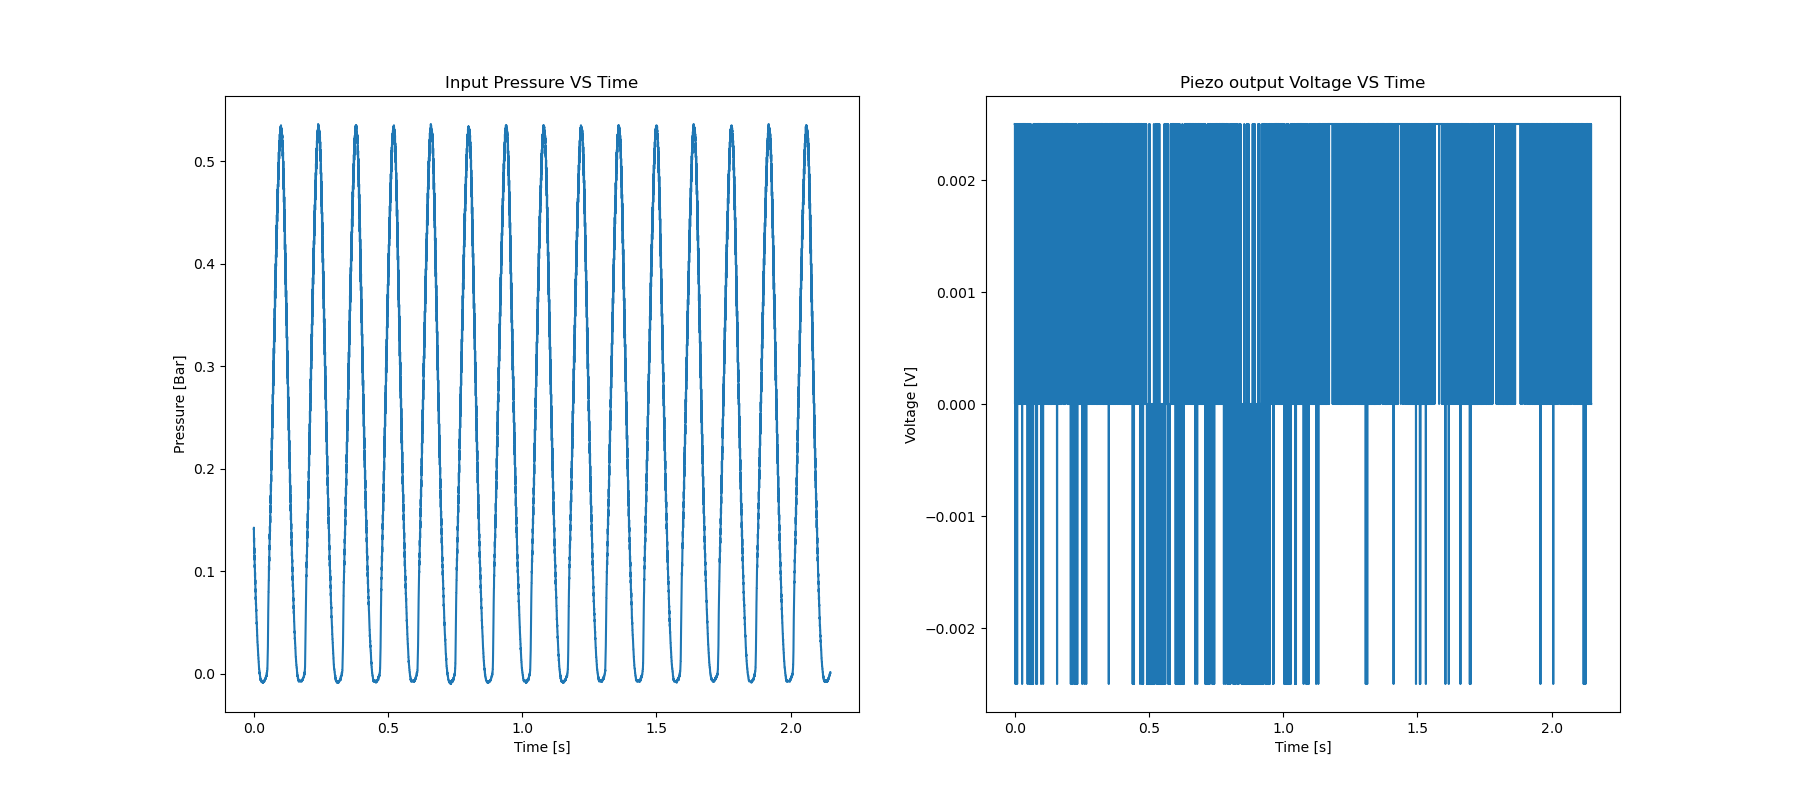 Input Pressure VS Time
Pressure [Bar]
0.5
0.4
0.3
0.2
0.1
0.0
0.0 0.5 1.0 1.5 2.0
Time [s]
Piezo output Voltage VS Time
Voltage [V]
0.002
0.001
0.000
−0.001
−0.002
0.0 0.5 1.0 1.5 2.0
Time [s]